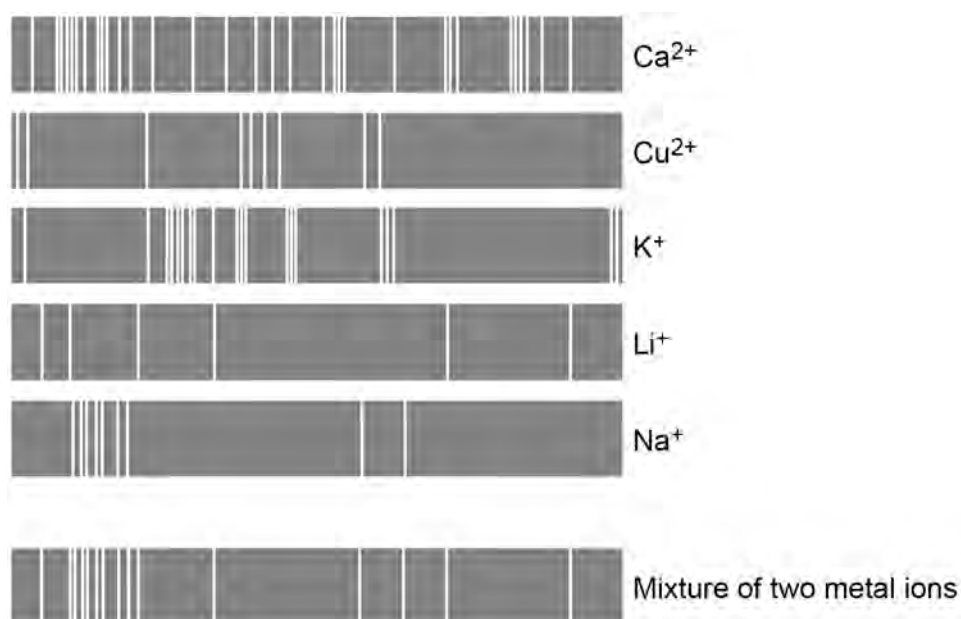 Ca²⁺
Cu²⁺
K⁺
Li⁺
Na⁺
Mixture of two metal ions